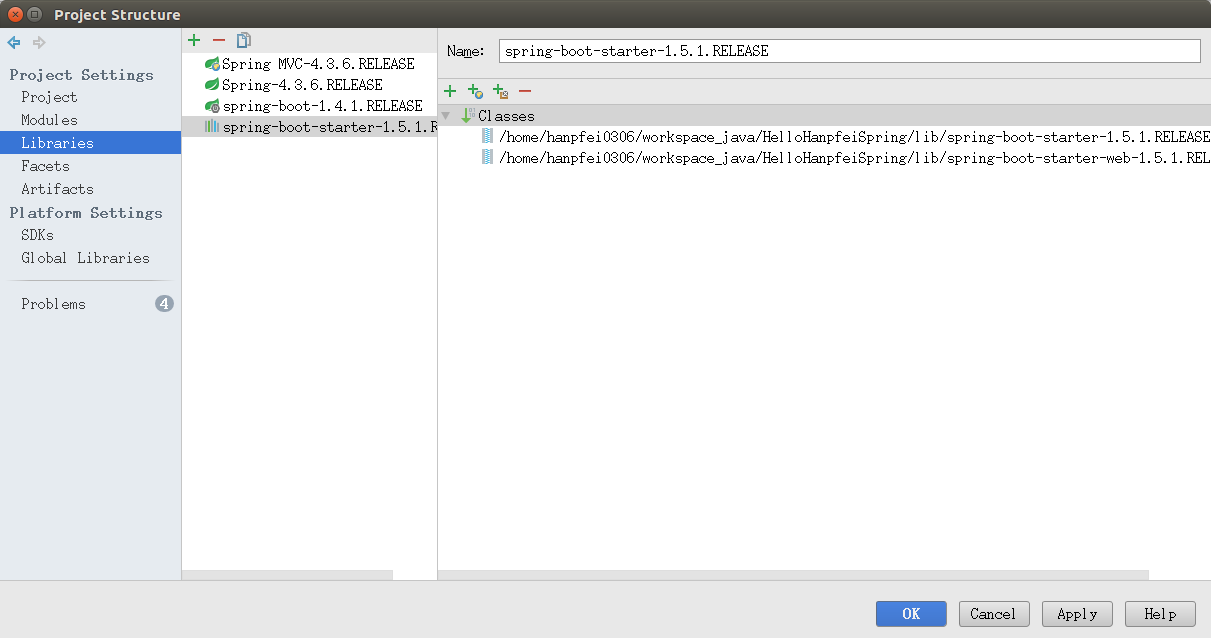 Project Structure
Project Settings
Project
Modules
Libraries
Facets
Artifacts
Platform Settings
SDKs
Global Libraries
Problems 4
Spring MVC-4.3.6.RELEASE
Spring-4.3.6.RELEASE
spring-boot-1.4.1.RELEASE
spring-boot-starter-1.5.1.R
Name: spring-boot-starter-1.5.1.RELEASE
Classes
/home/hanpfei0306/workspace_java/HelloHanpfeiSpring/lib/spring-boot-starter-1.5.1.RELEASE
/home/hanpfei0306/workspace_java/HelloHanpfeiSpring/lib/spring-boot-starter-web-1.5.1.REL
OK Cancel Apply Help